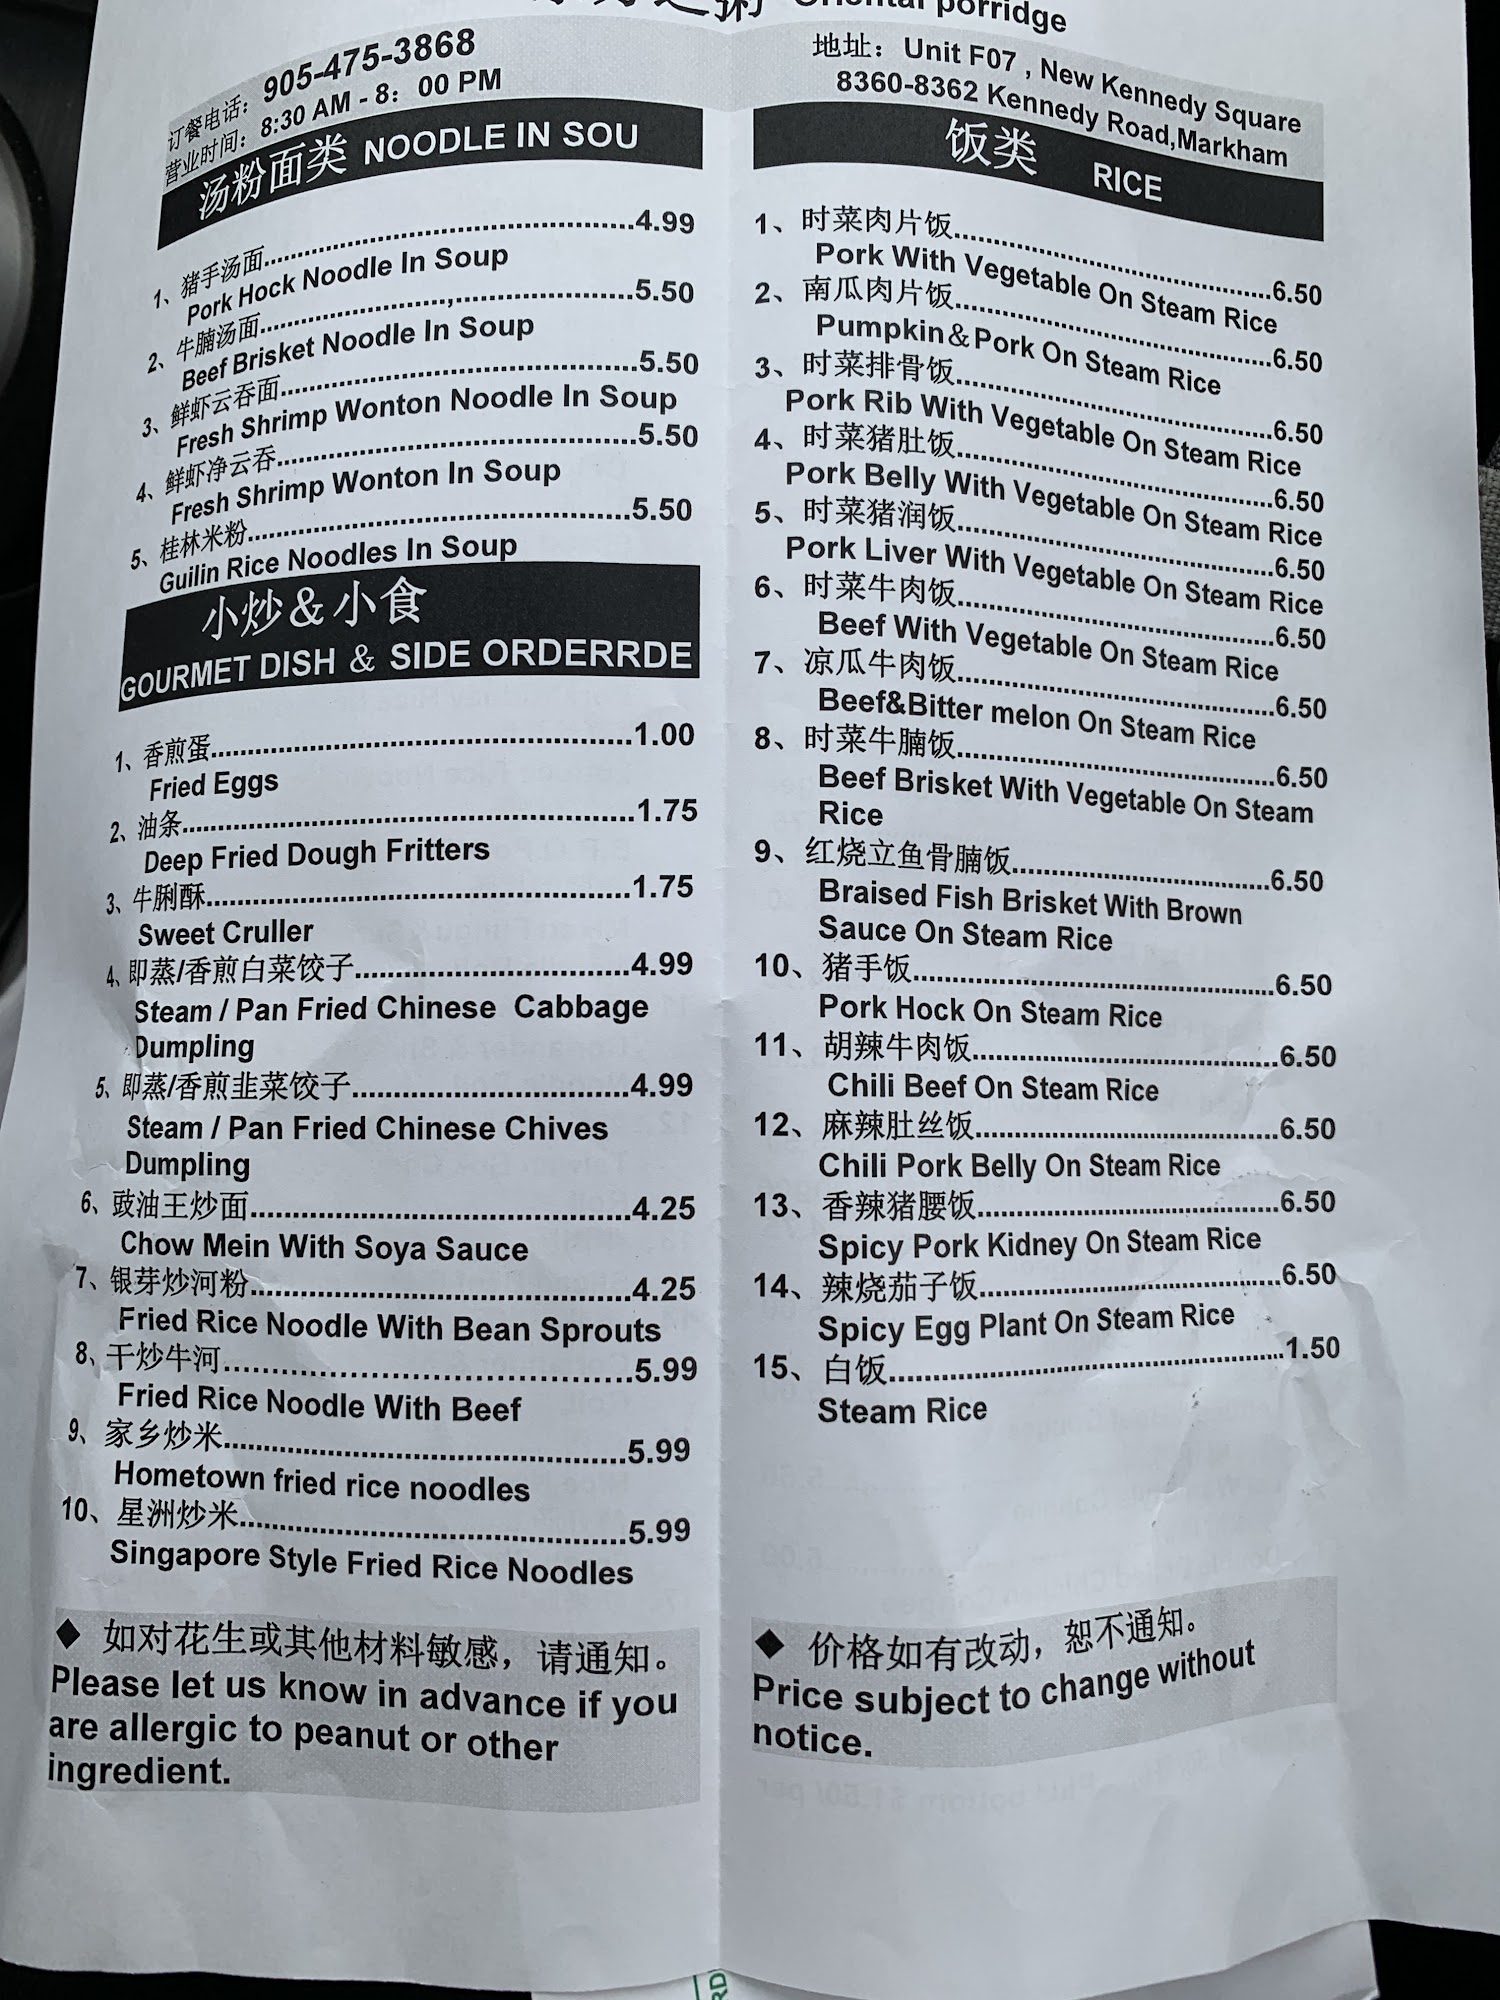 Oriental porridge
订餐电话：905-475-3868
营业时间：8:30 AM - 8：00 PM
地址：Unit F07 , New Kennedy Square
8360-8362 Kennedy Road,Markham
汤粉面类 NOODLE IN SOU
1、猪手汤面..........4.99
Pork Hock Noodle In Soup
2、牛腩汤面..........5.50
Beef Brisket Noodle In Soup
3、鲜虾云吞面..........5.50
Fresh Shrimp Wonton Noodle In Soup
4、鲜虾净云吞..........5.50
Fresh Shrimp Wonton In Soup
5、桂林米粉..........5.50
Guilin Rice Noodles In Soup
小炒＆小食
GOURMET DISH & SIDE ORDERRDE
1、香煎蛋..........1.00
Fried Eggs
2、油条..........1.75
Deep Fried Dough Fritters
3、牛脷酥..........1.75
Sweet Cruller
4、即蒸/香煎白菜饺子..........4.99
Steam / Pan Fried Chinese Cabbage
Dumpling
5、即蒸/香煎韭菜饺子..........4.99
Steam / Pan Fried Chinese Chives
Dumpling
6、豉油王炒面..........4.25
Chow Mein With Soya Sauce
7、银芽炒河粉..........4.25
Fried Rice Noodle With Bean Sprouts
8、干炒牛河..........5.99
Fried Rice Noodle With Beef
9、家乡炒米..........5.99
Hometown fried rice noodles
10、星洲炒米..........5.99
Singapore Style Fried Rice Noodles
◆ 如对花生或其他材料敏感，请通知。
Please let us know in advance if you
are allergic to peanut or other
ingredient.
饭类 RICE
1、时菜肉片饭..........6.50
Pork With Vegetable On Steam Rice
2、南瓜肉片饭..........6.50
Pumpkin＆Pork On Steam Rice
3、时菜排骨饭..........6.50
Pork Rib With Vegetable On Steam Rice
4、时菜猪肚饭..........6.50
Pork Belly With Vegetable On Steam Rice
5、时菜猪润饭..........6.50
Pork Liver With Vegetable On Steam Rice
6、时菜牛肉饭..........6.50
Beef With Vegetable On Steam Rice
7、凉瓜牛肉饭..........6.50
Beef&Bitter melon On Steam Rice
8、时菜牛腩饭..........6.50
Beef Brisket With Vegetable On Steam
Rice
9、红烧立鱼骨腩饭..........6.50
Braised Fish Brisket With Brown
Sauce On Steam Rice
10、猪手饭..........6.50
Pork Hock On Steam Rice
11、胡辣牛肉饭..........6.50
Chili Beef On Steam Rice
12、麻辣肚丝饭..........6.50
Chili Pork Belly On Steam Rice
13、香辣猪腰饭..........6.50
Spicy Pork Kidney On Steam Rice
14、辣烧茄子饭..........6.50
Spicy Egg Plant On Steam Rice
15、白饭..........1.50
Steam Rice
◆ 价格如有改动，恕不通知。
Price subject to change without
notice.
RD